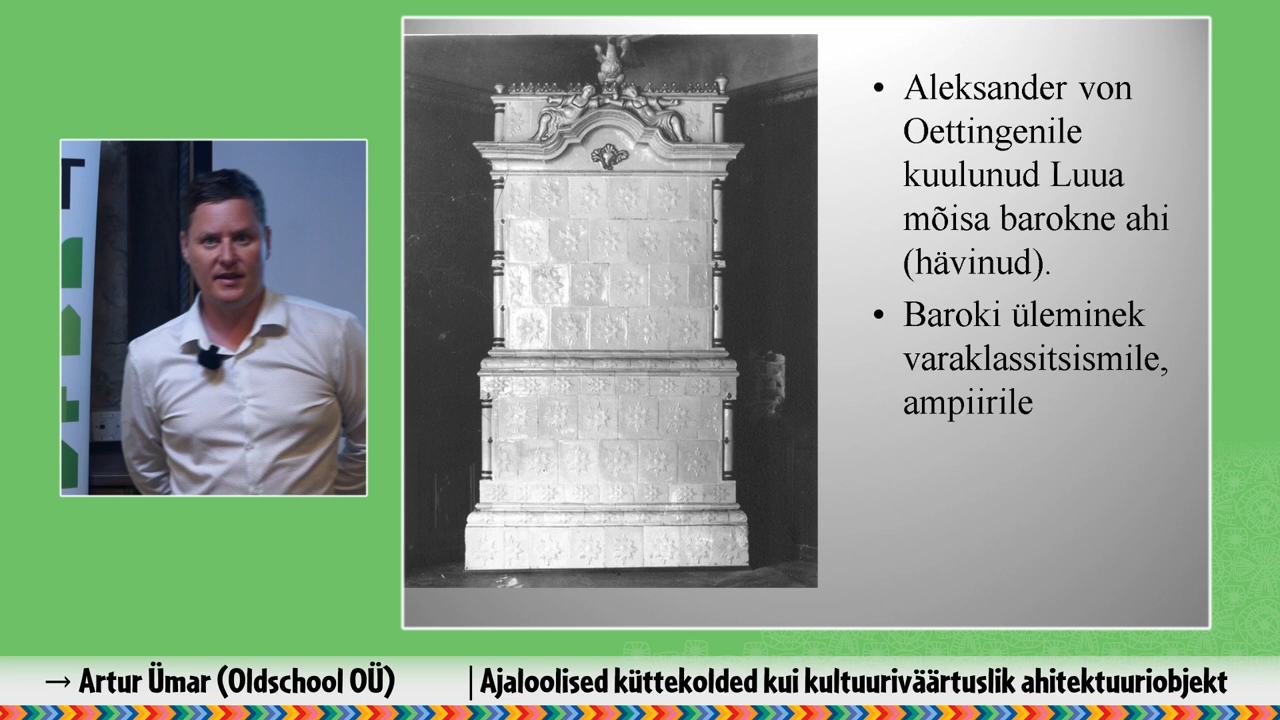 Aleksander von
Oettingenile
kuulunud Luua
mõisa barokne ahi
(hävinud).
Baroki üleminek
varaklassitsismile,
ampiirile
→ Artur Ümar (Oldschool OÜ)
| Ajaloolised küttekolded kui kultuuriväärtuslik ahitektuuriobjekt